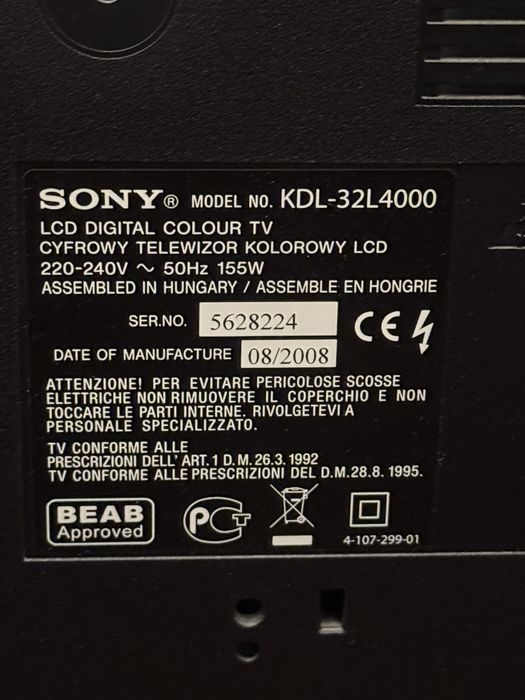 SONY® MODEL NO. KDL-32L4000
LCD DIGITAL COLOUR TV
CYFROWY TELEWIZOR KOLOROWY LCD
220-240V ~ 50Hz 155W
ASSEMBLED IN HUNGARY / ASSEMBLE EN HONGRIE
SER.NO. 5628224
CE
DATE OF MANUFACTURE 08/2008
ATTENZIONE! PER EVITARE PERICOLOSE SCOSSE
ELETTRICHE NON RIMUOVERE IL COPERCHIO E NON
TOCCARE LE PARTI INTERNE. RIVOLGETEVI A
PERSONALE SPECIALIZZATO.
TV CONFORME ALLE
PRESCRIZIONI DELL' ART.1 D.M.26.3.1992
TV CONFORME ALLE PRESCRIZIONI DEL D.M.28.8. 1995.
BEAB
Approved
PCT
4-107-299-01